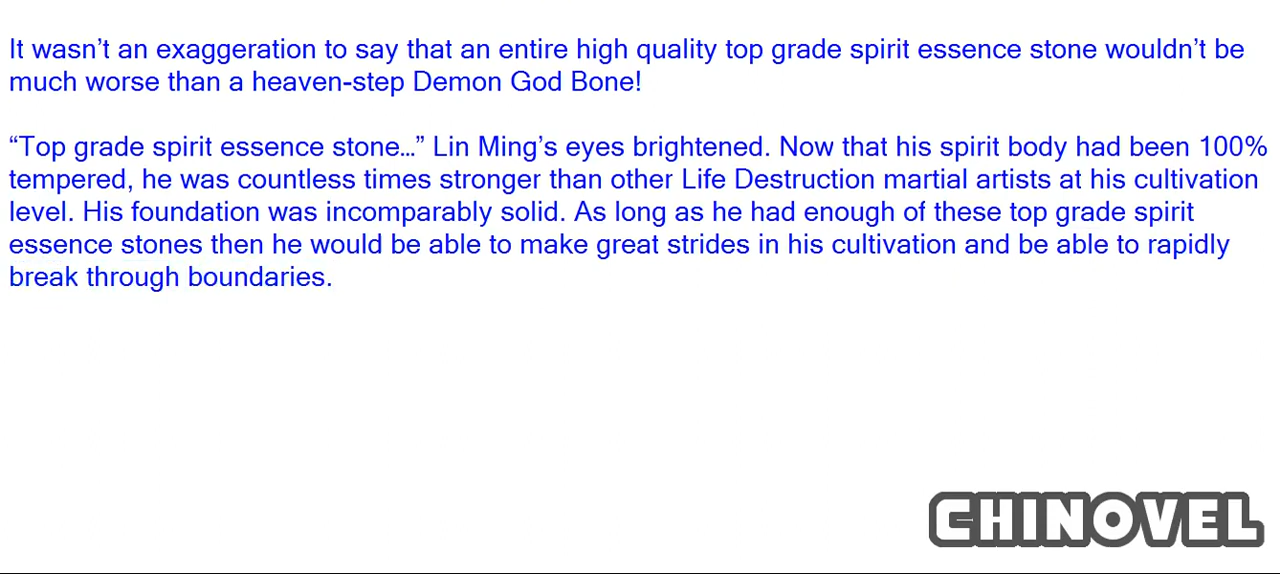 It wasn’t an exaggeration to say that an entire high quality top grade spirit essence stone wouldn’t be
much worse than a heaven-step Demon God Bone!
“Top grade spirit essence stone…” Lin Ming’s eyes brightened. Now that his spirit body had been 100%
tempered, he was countless times stronger than other Life Destruction martial artists at his cultivation
level. His foundation was incomparably solid. As long as he had enough of these top grade spirit
essence stones then he would be able to make great strides in his cultivation and be able to rapidly
break through boundaries.
CHINOVEL